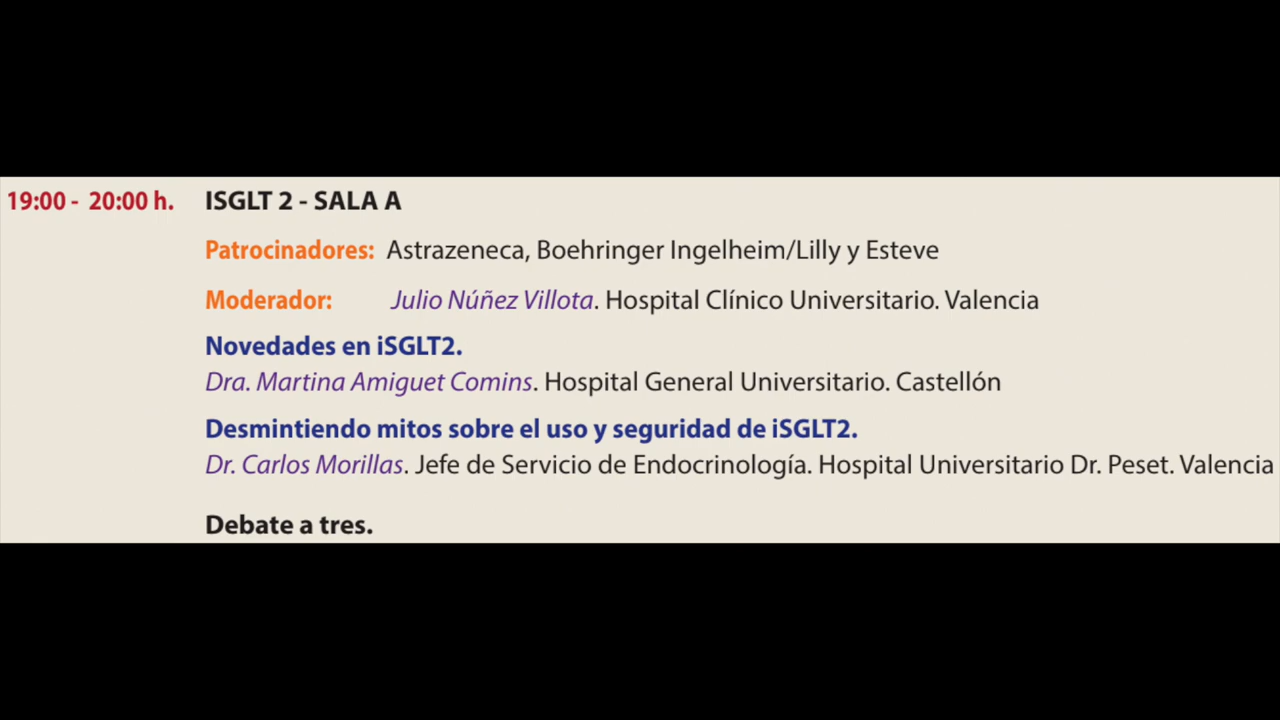 19:00 - 20:00 h. ISGLT 2 - SALA A
Patrocinadores: Astrazeneca, Boehringer Ingelheim/Lilly y Esteve
Moderador: Julio Núñez Villota. Hospital Clínico Universitario. Valencia
Novedades en iSGLT2.
Dra. Martina Amiguet Comins. Hospital General Universitario. Castellón
Desmintiendo mitos sobre el uso y seguridad de iSGLT2.
Dr. Carlos Morillas. Jefe de Servicio de Endocrinología. Hospital Universitario Dr. Peset. Valencia
Debate a tres.